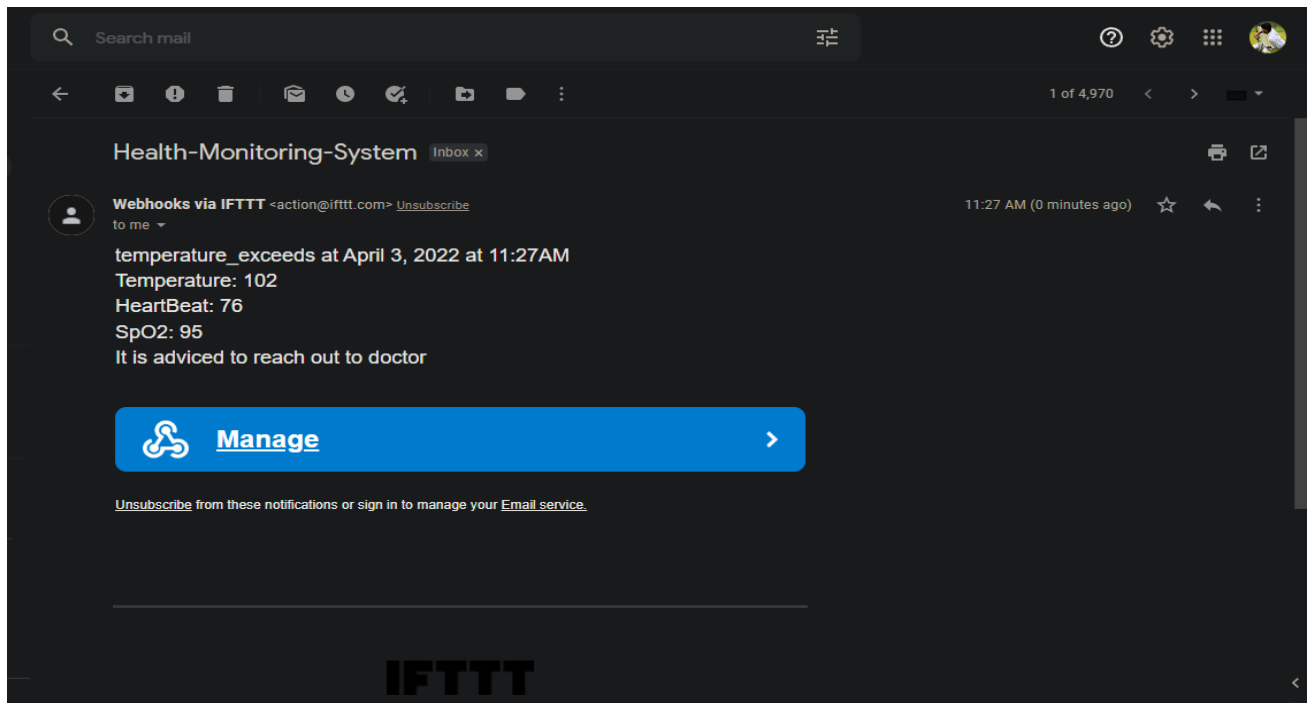 Search mail
1 of 4,970
Health-Monitoring-System Inbox x
Webhooks via IFTTT <action@ifttt.com> Unsubscribe 11:27 AM (0 minutes ago)
to me
temperature_exceeds at April 3, 2022 at 11:27AM
Temperature: 102
HeartBeat: 76
SpO2: 95
It is adviced to reach out to doctor
Manage
Unsubscribe from these notifications or sign in to manage your Email service.
IFTTT